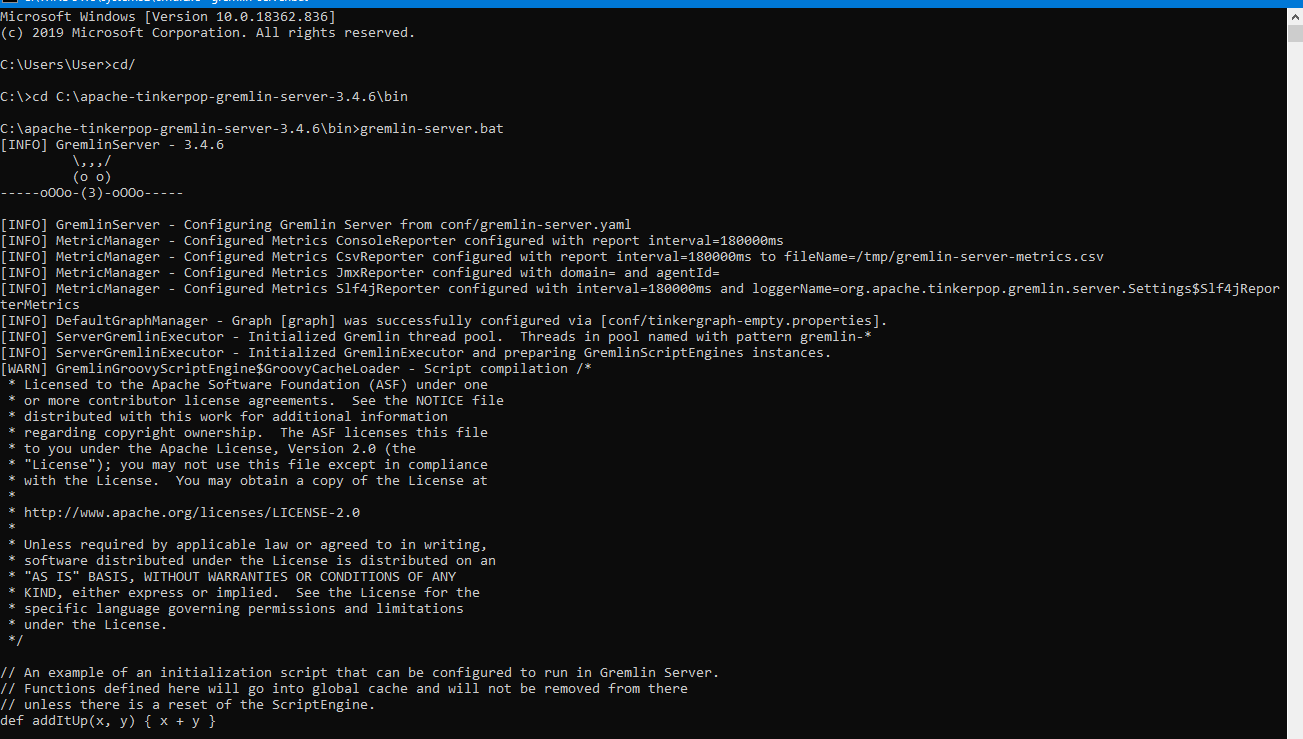 Microsoft Windows [Version 10.0.18362.836]
(c) 2019 Microsoft Corporation. All rights reserved.
C:\Users\User>cd/
C:\>cd C:\apache-tinkerpop-gremlin-server-3.4.6\bin
C:\apache-tinkerpop-gremlin-server-3.4.6\bin>gremlin-server.bat
[INFO] GremlinServer - 3.4.6
         \,,,/
         (o o)
-----oOOo-(3)-oOOo-----
[INFO] GremlinServer - Configuring Gremlin Server from conf/gremlin-server.yaml
[INFO] MetricManager - Configured Metrics ConsoleReporter configured with report interval=180000ms
[INFO] MetricManager - Configured Metrics CsvReporter configured with report interval=180000ms to fileName=/tmp/gremlin-server-metrics.csv
[INFO] MetricManager - Configured Metrics JmxReporter configured with domain= and agentId=
[INFO] MetricManager - Configured Metrics Slf4jReporter configured with interval=180000ms and loggerName=org.apache.tinkerpop.gremlin.server.Settings$Slf4jRepor
terMetrics
[INFO] DefaultGraphManager - Graph [graph] was successfully configured via [conf/tinkergraph-empty.properties].
[INFO] ServerGremlinExecutor - Initialized Gremlin thread pool.  Threads in pool named with pattern gremlin-*
[INFO] ServerGremlinExecutor - Initialized GremlinExecutor and preparing GremlinScriptEngines instances.
[WARN] GremlinGroovyScriptEngine$GroovyCacheLoader - Script compilation /*
 * Licensed to the Apache Software Foundation (ASF) under one
 * or more contributor license agreements.  See the NOTICE file
 * distributed with this work for additional information
 * regarding copyright ownership.  The ASF licenses this file
 * to you under the Apache License, Version 2.0 (the
 * "License"); you may not use this file except in compliance
 * with the License.  You may obtain a copy of the License at
 *
 * http://www.apache.org/licenses/LICENSE-2.0
 *
 * Unless required by applicable law or agreed to in writing,
 * software distributed under the License is distributed on an
 * "AS IS" BASIS, WITHOUT WARRANTIES OR CONDITIONS OF ANY
 * KIND, either express or implied.  See the License for the
 * specific language governing permissions and limitations
 * under the License.
 */
// An example of an initialization script that can be configured to run in Gremlin Server.
// Functions defined here will go into global cache and will not be removed from there
// unless there is a reset of the ScriptEngine.
def addItUp(x, y) { x + y }